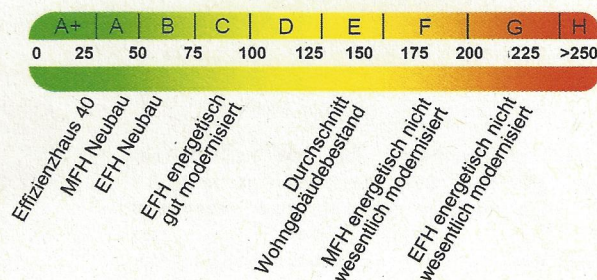 A+ A B C D E F G H
0 25 50 75 100 125 150 175 200 225 >250
Effizienzhaus 40
MFH Neubau
EFH Neubau
EFH energetisch
gut modernisiert
Durchschnitt
Wohngebäudebestand
MFH energetisch nicht
wesentlich modernisiert
EFH energetisch nicht
wesentlich modernisiert